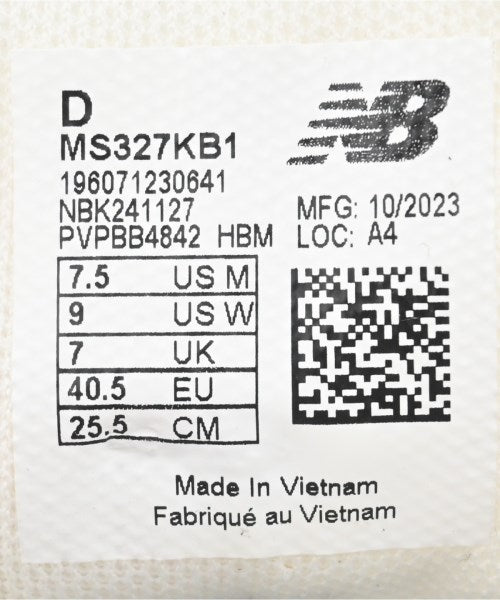 D
MS327KB1
196071230641
NBK241127
PVPBB4842 HBM
NB
MFG: 10/2023
LOC: A4
7.5 US M
9 US W
7 UK
40.5 EU
25.5 CM
Made In Vietnam
Fabriqué au Vietnam